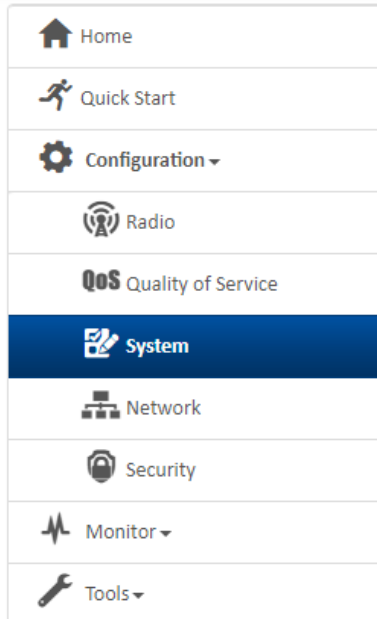 Home
Quick Start
Configuration
Radio
QoS Quality of Service
System
Network
Security
Monitor
Tools